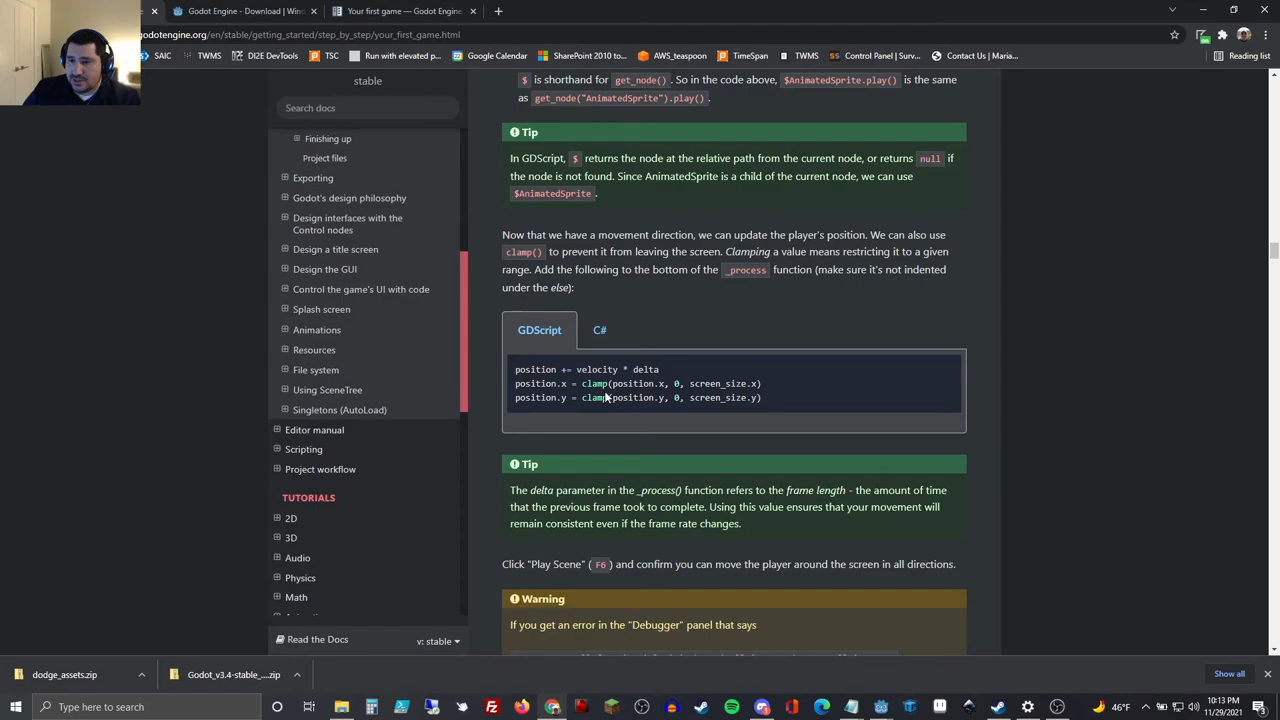 Godot Engine - Download | Wind
Your first game — Godot Engine
godotengine.org/en/stable/getting_started/step_by_step/your_first_game.html
SAIC
TWMS
DI2E DevTools
TSC
Keep Notes
Google Calendar
SharePoint 2010 to...
AWS_teaspoon
TimeSpan
TWMS
Control Panel | Surv...
Contact Us | Maria...
Reading list
stable
Search docs
Finishing up
Project files
Exporting
Godot's design philosophy
Design interfaces with the
Control nodes
Design a title screen
Design the GUI
Control the game's UI with code
Splash screen
Animations
Resources
File system
Using SceneTree
Singletons (AutoLoad)
Editor manual
Scripting
Project workflow
TUTORIALS
2D
3D
Audio
Physics
Math
Read the Docs
v: stable
$ is shorthand for get_node(). So in the code above, $AnimatedSprite.play() is the same
as get_node("AnimatedSprite").play().
Tip
In GDScript, $ returns the node at the relative path from the current node, or returns null if
the node is not found. Since AnimatedSprite is a child of the current node, we can use
$AnimatedSprite.
Now that we have a movement direction, we can update the player's position. We can also use
clamp() to prevent it from leaving the screen. Clamping a value means restricting it to a given
range. Add the following to the bottom of the _process function (make sure it's not indented
under the else):
GDScript
C#
position += velocity * delta
position.x = clamp(position.x, 0, screen_size.x)
position.y = clamp(position.y, 0, screen_size.y)
Tip
The delta parameter in the _process() function refers to the frame length - the amount of time
that the previous frame took to complete. Using this value ensures that your movement will
remain consistent even if the frame rate changes.
Click "Play Scene" ( F6 ) and confirm you can move the player around the screen in all directions.
Warning
If you get an error in the "Debugger" panel that says
dodge_assets.zip
Godot_v3.4-stable_....zip
Show all
Type here to search
46°F
10:13 PM
11/29/2021